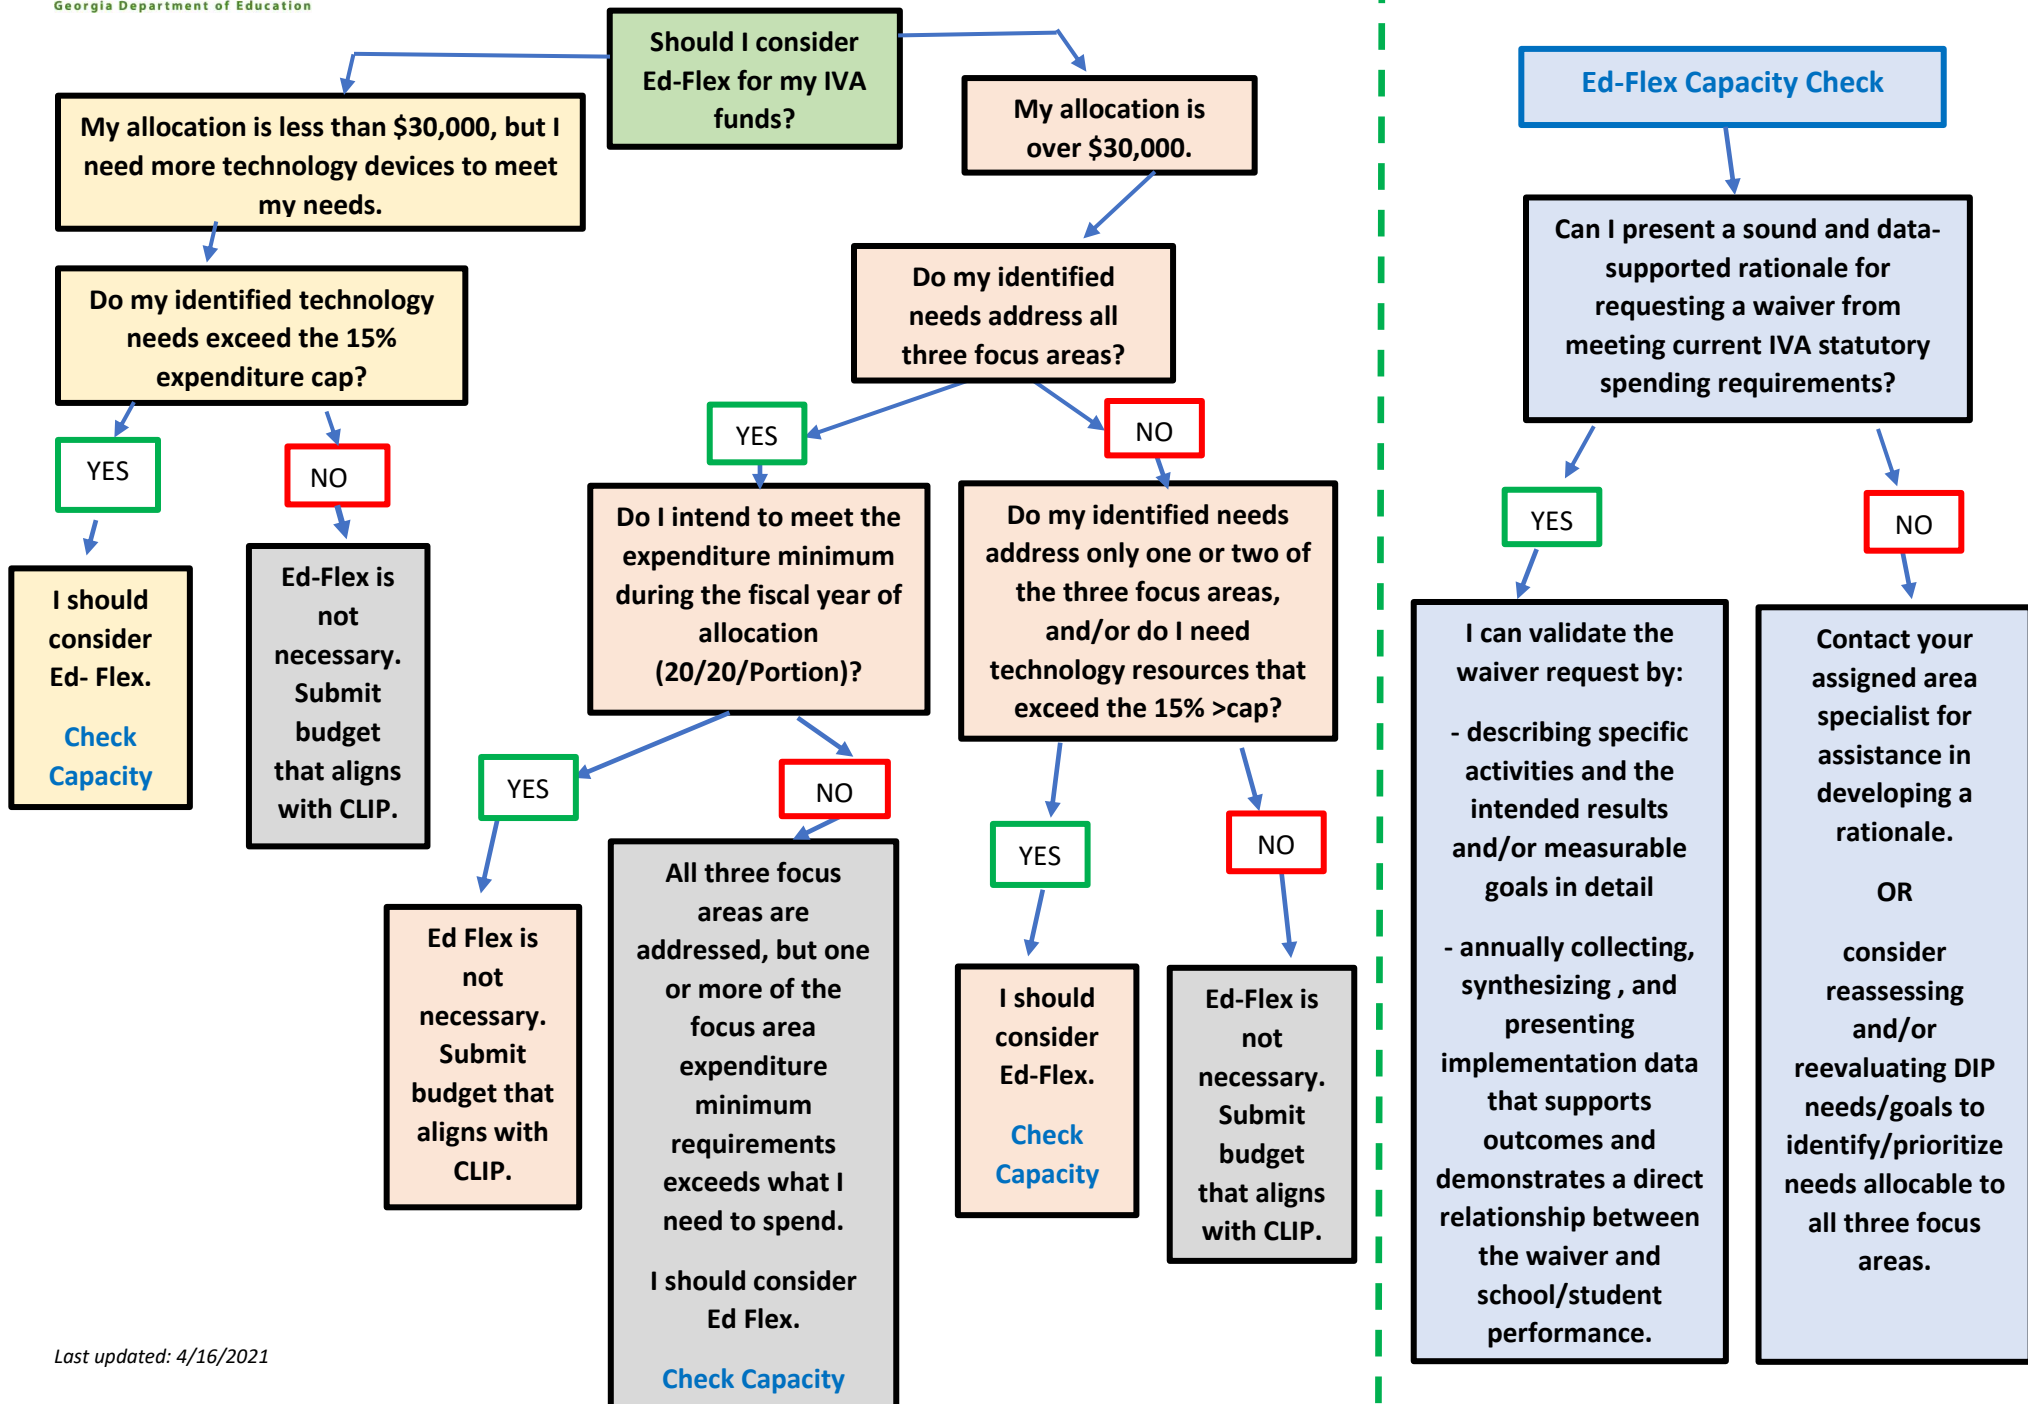 Georgia Department of Education
Should I consider
Ed-Flex for my IVA
funds?
My allocation is less than $30,000, but I
need more technology devices to meet
my needs.
Do my identified technology
needs exceed the 15%
expenditure cap?
YES
NO
I should
consider
Ed- Flex.
Check
Capacity
Ed-Flex is
not
necessary.
Submit
budget
that aligns
with CLIP.
My allocation is
over $30,000.
Do my identified
needs address all
three focus areas?
YES
NO
Do I intend to meet the
expenditure minimum
during the fiscal year of
allocation
(20/20/Portion)?
YES
NO
Ed Flex is
not
necessary.
Submit
budget that
aligns with
CLIP.
All three focus
areas are
addressed, but one
or more of the
focus area
expenditure
minimum
requirements
exceeds what I
need to spend.
I should consider
Ed Flex.
Check Capacity
Do my identified needs
address only one or two of
the three focus areas,
and/or do I need
technology resources that
exceed the 15% >cap?
YES
NO
I should
consider
Ed-Flex.
Check
Capacity
Ed-Flex is
not
necessary.
Submit
budget
that aligns
with CLIP.
Ed-Flex Capacity Check
Can I present a sound and data-
supported rationale for
requesting a waiver from
meeting current IVA statutory
spending requirements?
YES
NO
I can validate the
waiver request by:
- describing specific
activities and the
intended results
and/or measurable
goals in detail
- annually collecting,
synthesizing , and
presenting
implementation data
that supports
outcomes and
demonstrates a direct
relationship between
the waiver and
school/student
performance.
Contact your
assigned area
specialist for
assistance in
developing a
rationale.
OR
consider
reassessing
and/or
reevaluating DIP
needs/goals to
identify/prioritize
needs allocable to
all three focus
areas.
Last updated: 4/16/2021